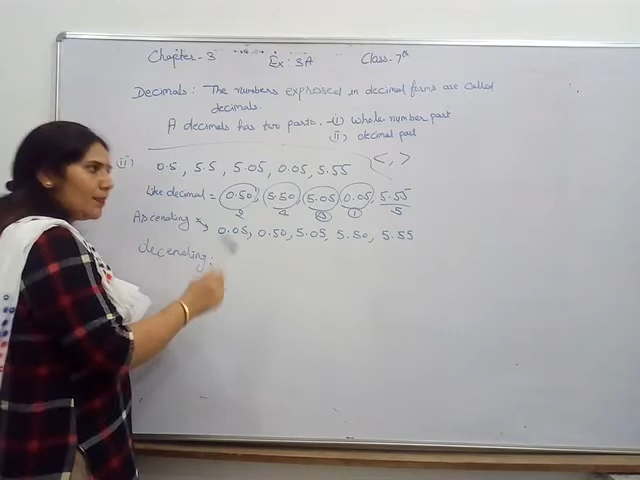 Chapter-3 Ex: 3A Class-7th
Decimals: The numbers expressed in decimal forms are called
decimals.
A decimals has two parts. (i) whole number part
(ii) decimal part
(ii) 0.5, 5.5, 5.05, 0.05, 5.55 <, >
Like decimal = 0.50, 5.50, 5.05, 0.05, 5.55
2 4 3 1 5
Ascending → 0.05, 0.50, 5.05, 5.50, 5.55
decending: